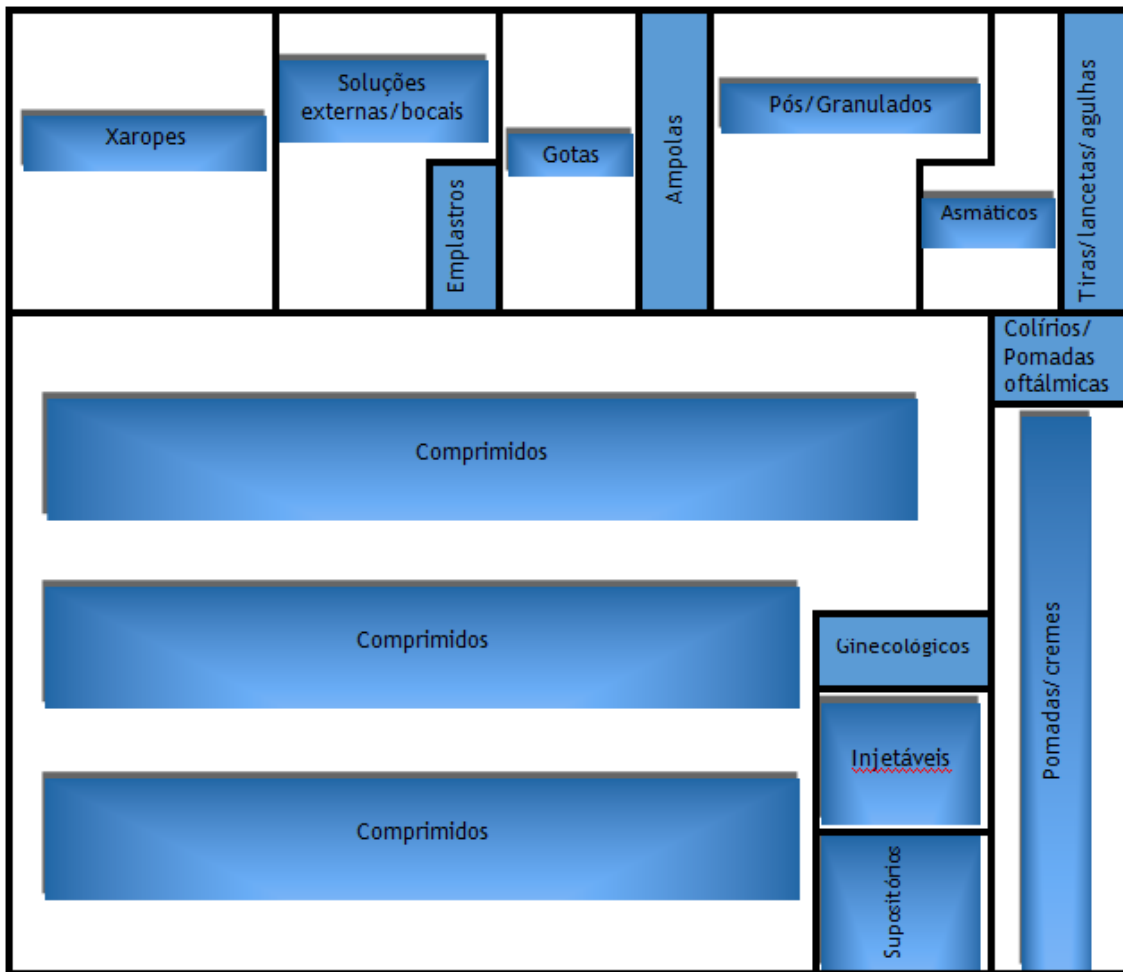 Xaropes
Soluções
externas/bocais
Emplastros
Gotas
Ampolas
Pós/Granulados
Asmáticos
Tiras/lancetas/agulhas
Colírios/
Pomadas
oftálmicas
Comprimidos
Comprimidos
Comprimidos
Ginecológicos
Injetáveis
Supositórios
Pomadas/cremes